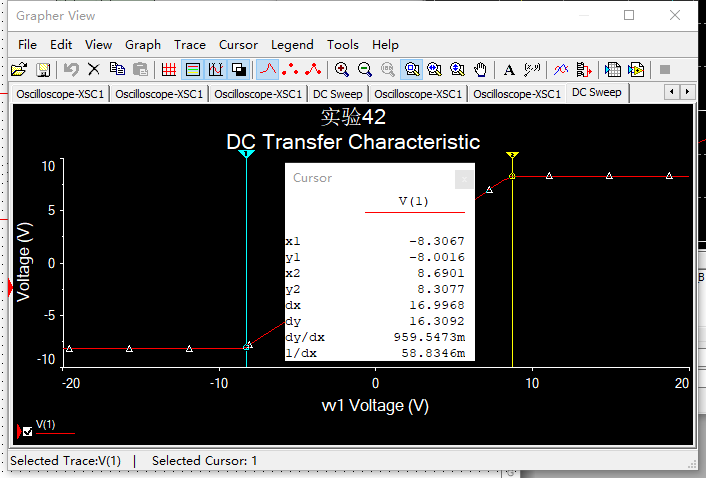 Grapher View
File Edit View Graph Trace Cursor Legend Tools Help
Oscilloscope-XSC1 Oscilloscope-XSC1 Oscilloscope-XSC1 DC Sweep Oscilloscope-XSC1 Oscilloscope-XSC1 DC Sweep
实验42
DC Transfer Characteristic
Voltage (V)
10
5
0
-5
-10
-20 -10 0 10 20
vv1 Voltage (V)
1
2
Cursor
V(1)
x1 -8.3067
y1 -8.0016
x2 8.6901
y2 8.3077
dx 16.9968
dy 16.3092
dy/dx 959.5473m
1/dx 58.8346m
V(1)
Selected Trace:V(1) | Selected Cursor: 1
B